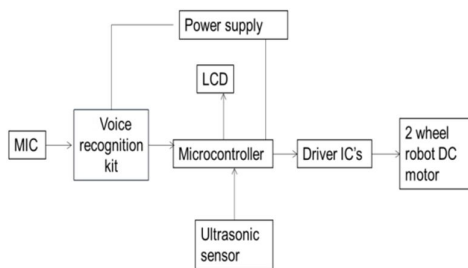 Power supply
LCD
MIC
Voice
recognition
kit
Microcontroller
Driver IC's
2 wheel
robot DC
motor
Ultrasonic
sensor